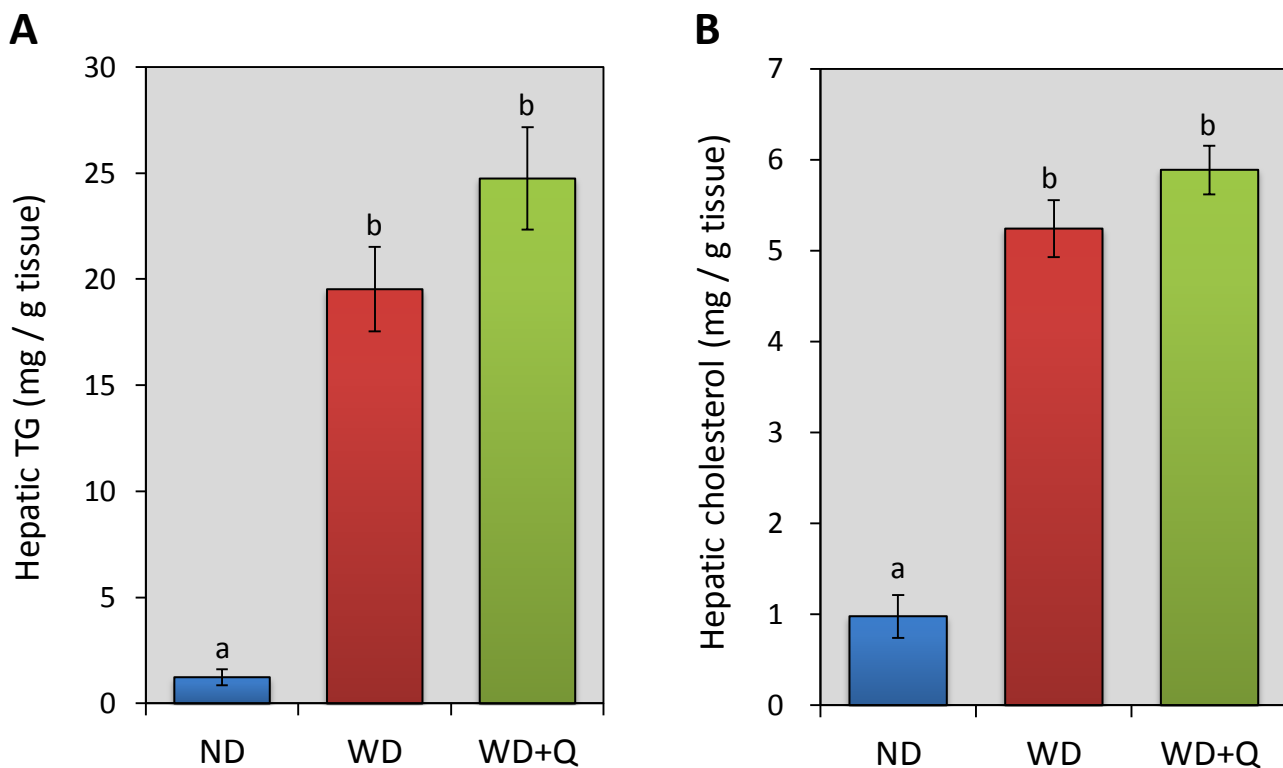 A
Hepatic TG (mg / g tissue)
30
25
20
15
10
5
0
a
b
b
ND WD WD+Q
B
Hepatic cholesterol (mg / g tissue)
7
6
5
4
3
2
1
0
a
b
b
ND WD WD+Q